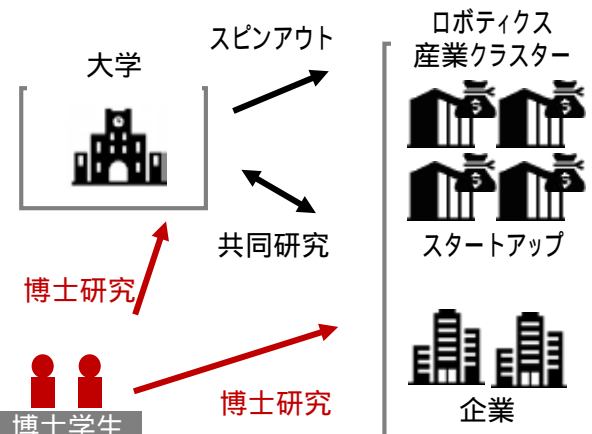 スピンアウト
大学
ロボティクス
産業クラスター
$ $
$ $
スタートアップ
共同研究
博士研究
博士研究
企業
博士学生